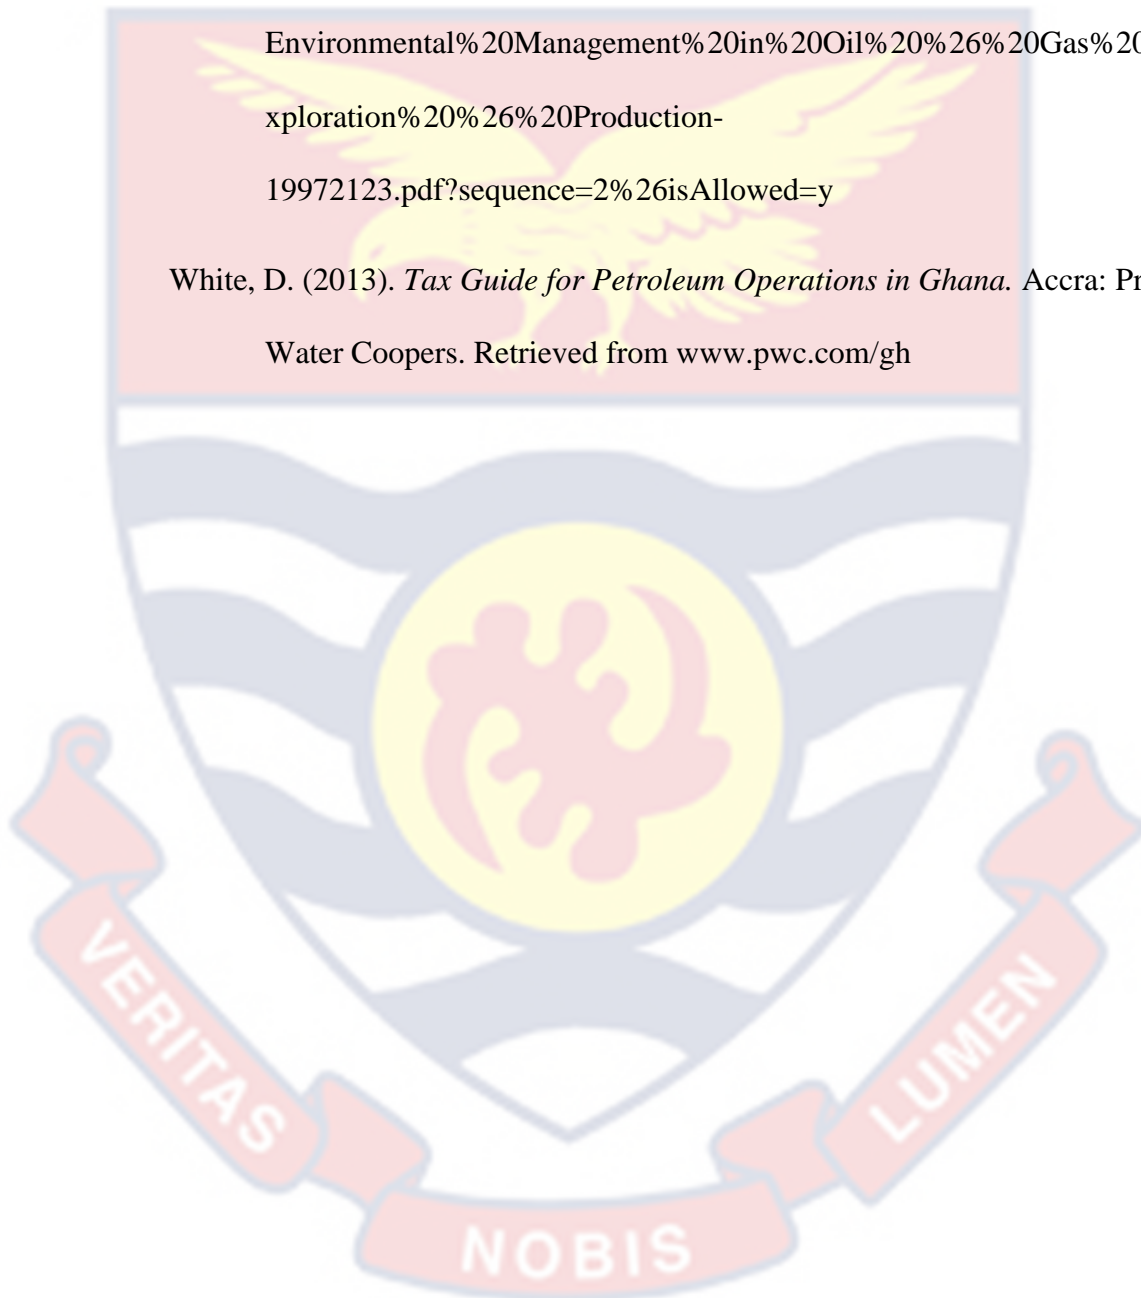 Environmental%20Management%20in%20Oil%20%26%20Gas%20
xploration%20%26%20Production-
19972123.pdf?sequence=2%26isAllowed=y
White, D. (2013). Tax Guide for Petroleum Operations in Ghana. Accra: Pr
Water Coopers. Retrieved from www.pwc.com/gh
VERITAS
NOBIS
LUMEN